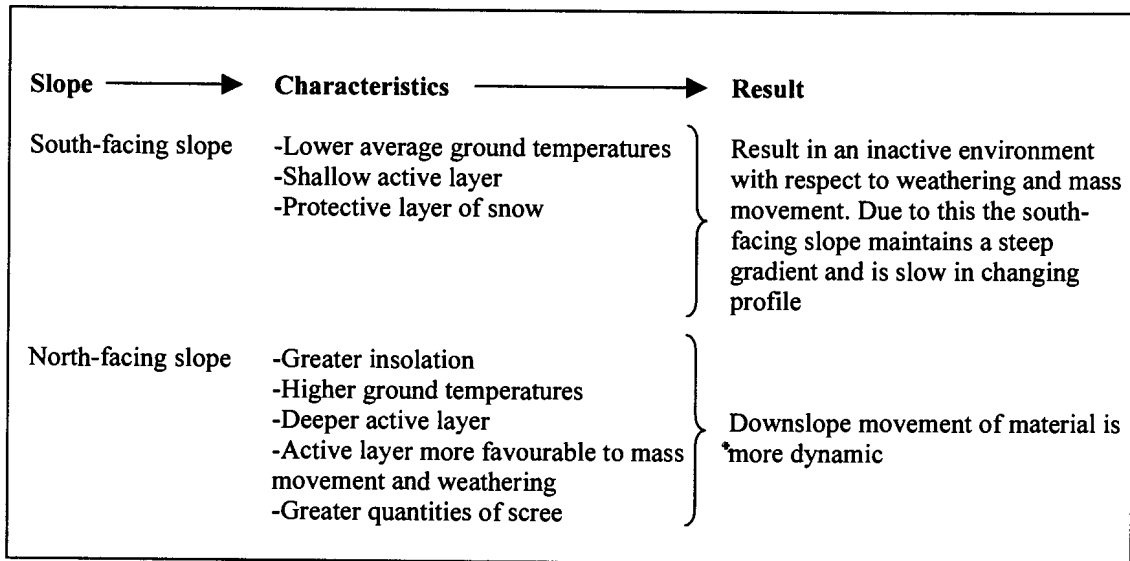 Slope Characteristics Result
South-facing slope
-Lower average ground temperatures
-Shallow active layer
-Protective layer of snow
Result in an inactive environment
with respect to weathering and mass
movement. Due to this the south-
facing slope maintains a steep
gradient and is slow in changing
profile
North-facing slope
-Greater insolation
-Higher ground temperatures
-Deeper active layer
-Active layer more favourable to mass
movement and weathering
-Greater quantities of scree
Downslope movement of material is
more dynamic